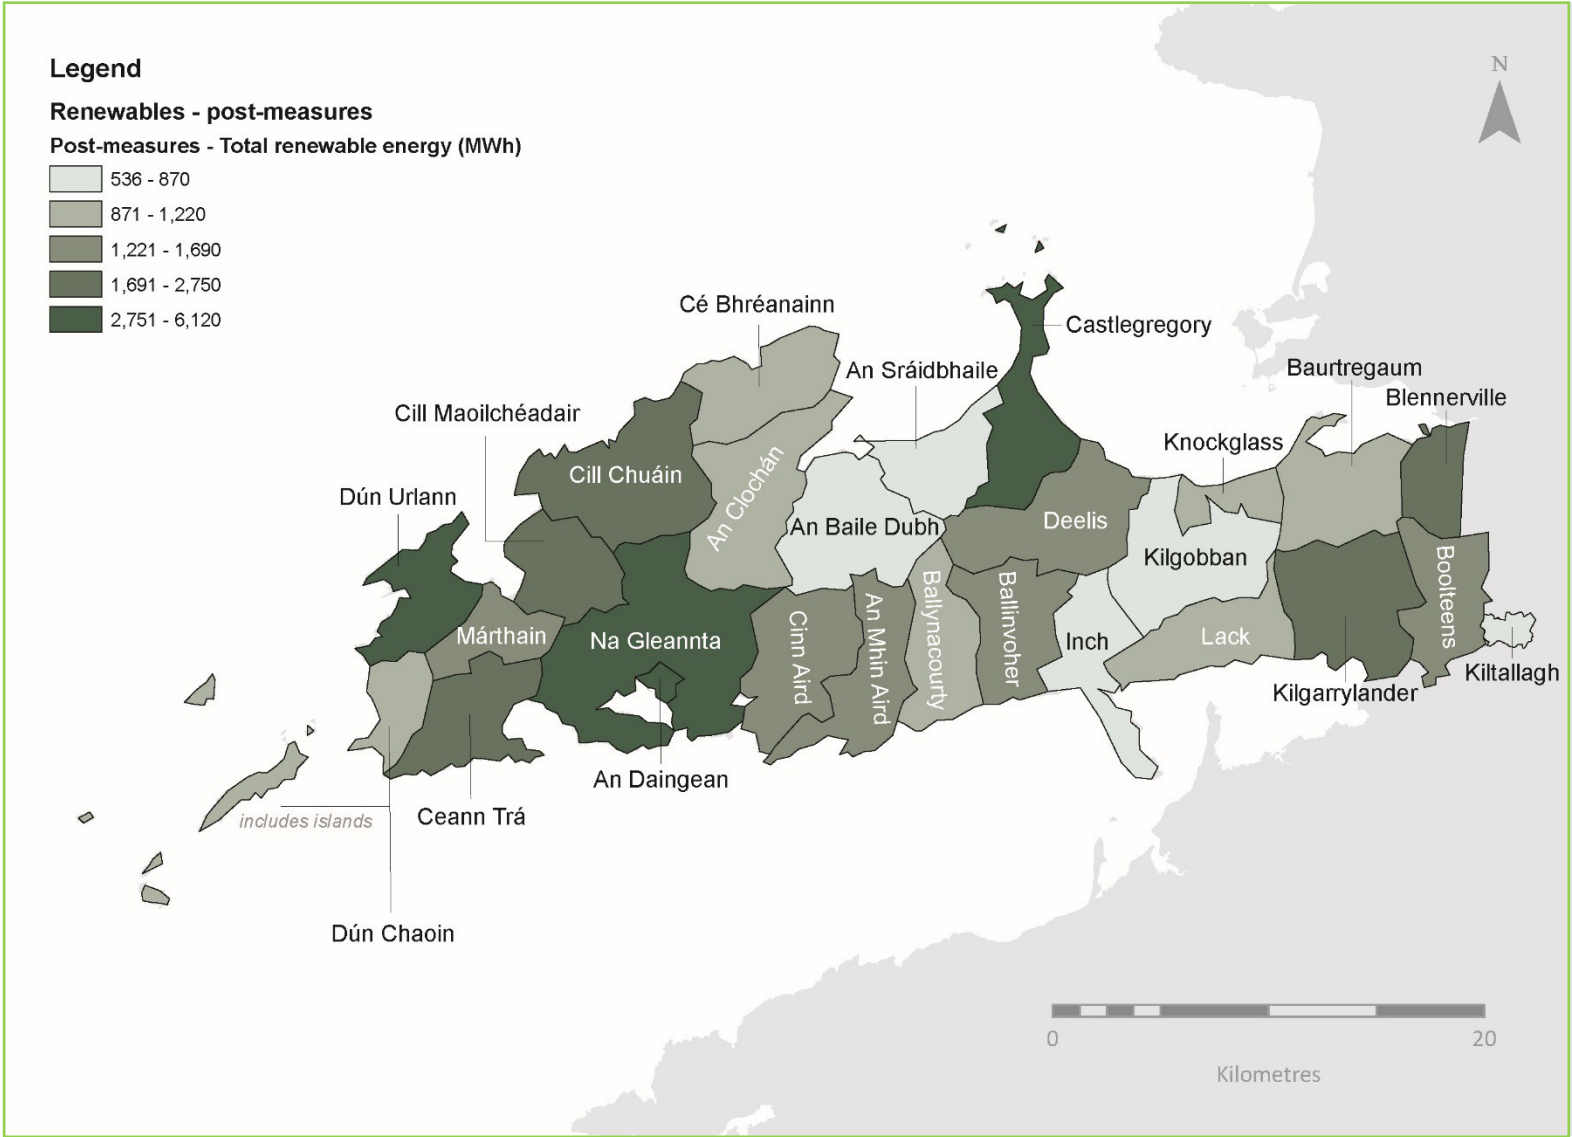 Legend
Renewables - post-measures
Post-measures - Total renewable energy (MWh)
536 - 870
871 - 1,220
1,221 - 1,690
1,691 - 2,750
2,751 - 6,120
N
Cé Bhréanainn
Castlegregory
An Sráidbhaile
Baurtregaum
Blennerville
Cill Maoilchéadair
Knockglass
Cill Chuáin
Dún Urlann
An Clochán
An Baile Dubh
Deelis
Kilgobban
Boolteens
Márthain
Na Gleannta
Cinn Aird
An Mhin Aird
Ballynacourty
Ballinvoher
Inch
Lack
Kiltallagh
Kilgarrylander
An Daingean
Ceann Trá
includes islands
Dún Chaoin
0
20
Kilometres